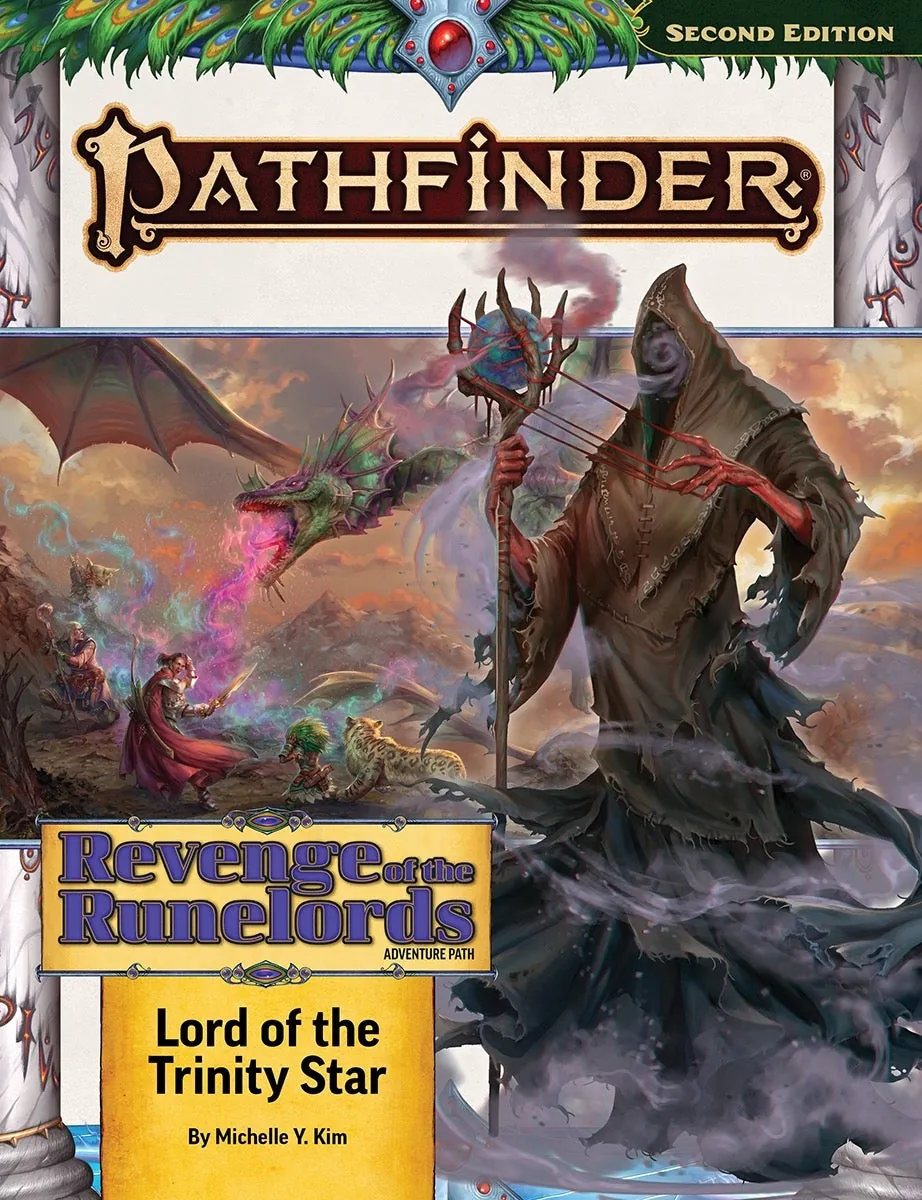 SECOND EDITION
PATHFINDER®
Revenge of the
Runelords
ADVENTURE PATH
Lord of the
Trinity Star
By Michelle Y. Kim